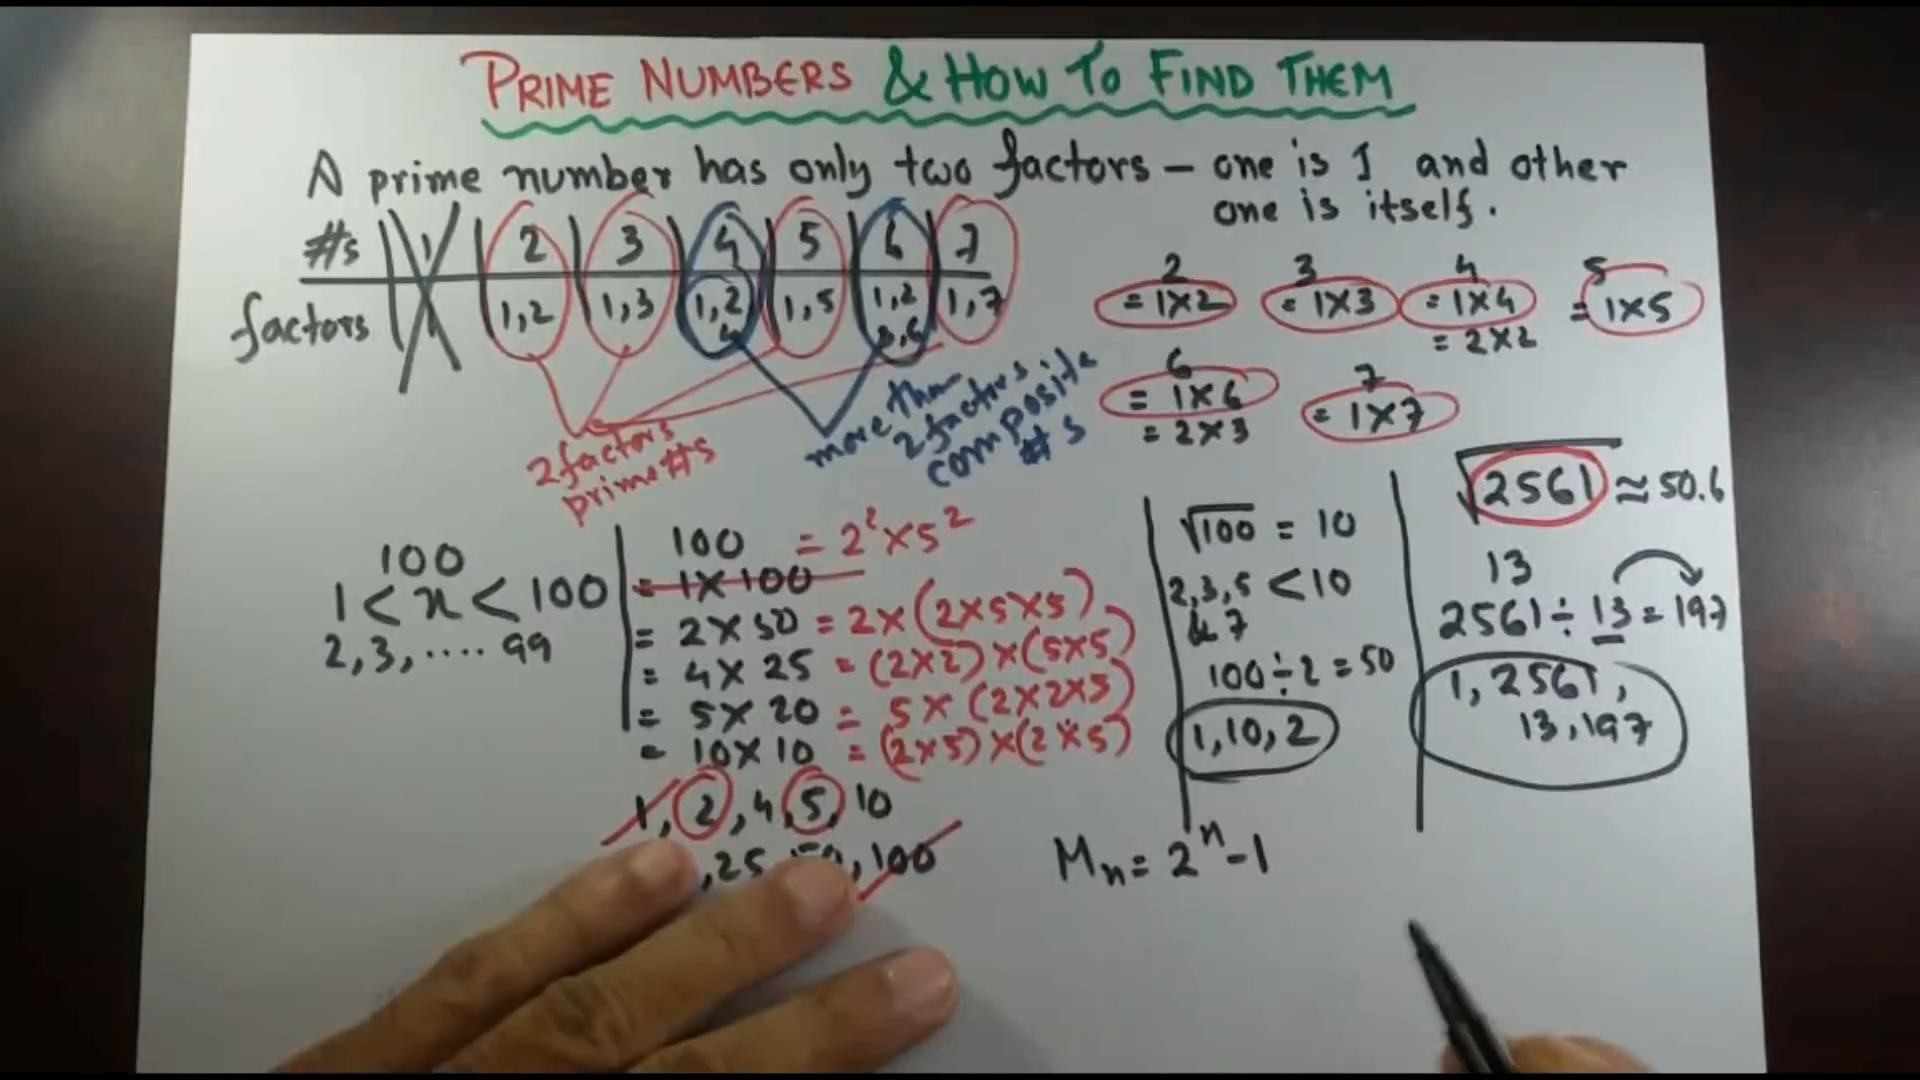 PRIME NUMBERS & HOW TO FIND THEM
A prime number has only two factors – one is 1 and other
one is itself.
#s 1 2 3 4 5 6 7
factors 1 1,2 1,3 1,2, 4 1,5 1,2 3,6 1,7
2 factors
prime #s
more than
2 factors
composite
#s
2
= 1×2
3
= 1×3
4
= 1×4
= 2×2
5
= 1×5
6
= 1×6
= 2×3
7
= 1×7
100
1 < x < 100
2,3,.... 99
100 = 2² × 5²
= 1×100
= 2×50 = 2×(2×5×5)
= 4×25 = (2×2)×(5×5)
= 5×20 = 5×(2×2×5)
= 10×10 = (2×5)×(2×5)
1, 2, 4, 5, 10
, 25, 50, 100
√100 = 10
2,3,5 < 10
& 7
100÷2 = 50
1, 10, 2
√2561 ≈ 50.6
13
2561÷13 = 197
1, 2561,
13, 197
Mₙ = 2ⁿ-1